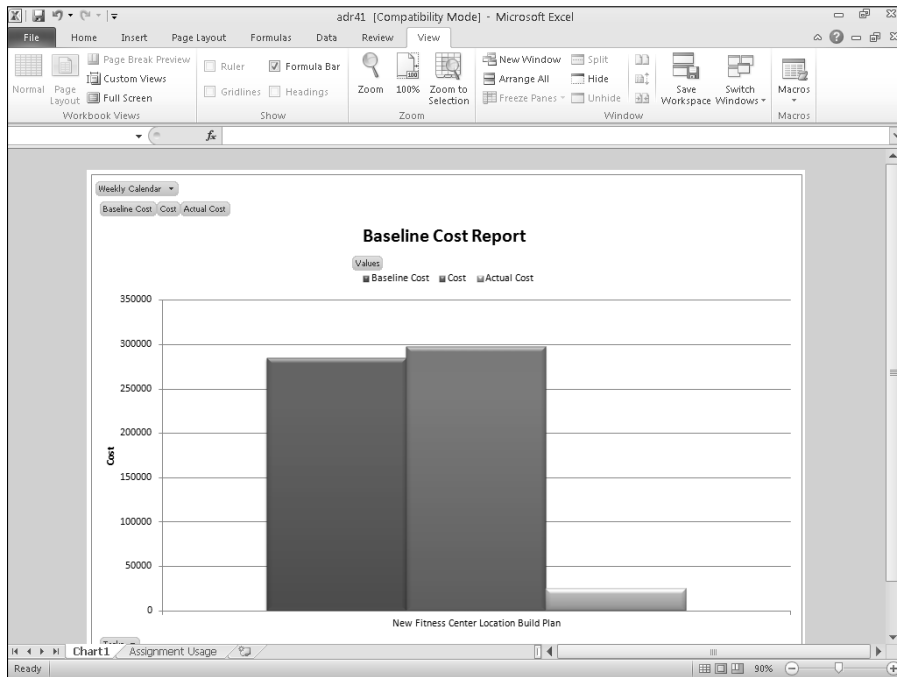 adr41 [Compatibility Mode] - Microsoft Excel
File Home Insert Page Layout Formulas Data Review View
Normal
Page Layout
Page Break Preview
Custom Views
Full Screen
Workbook Views
Ruler
Formula Bar
Gridlines
Headings
Show
Zoom
100%
Zoom to Selection
Zoom
New Window
Arrange All
Freeze Panes
Split
Hide
Unhide
Save Workspace
Switch Windows
Window
Macros
Macros
fx
Weekly Calendar
Baseline Cost Cost Actual Cost
Baseline Cost Report
Values
Baseline Cost Cost Actual Cost
350000
300000
250000
200000
150000
100000
50000
0
Cost
New Fitness Center Location Build Plan
Chart1 Assignment Usage
Ready 90%